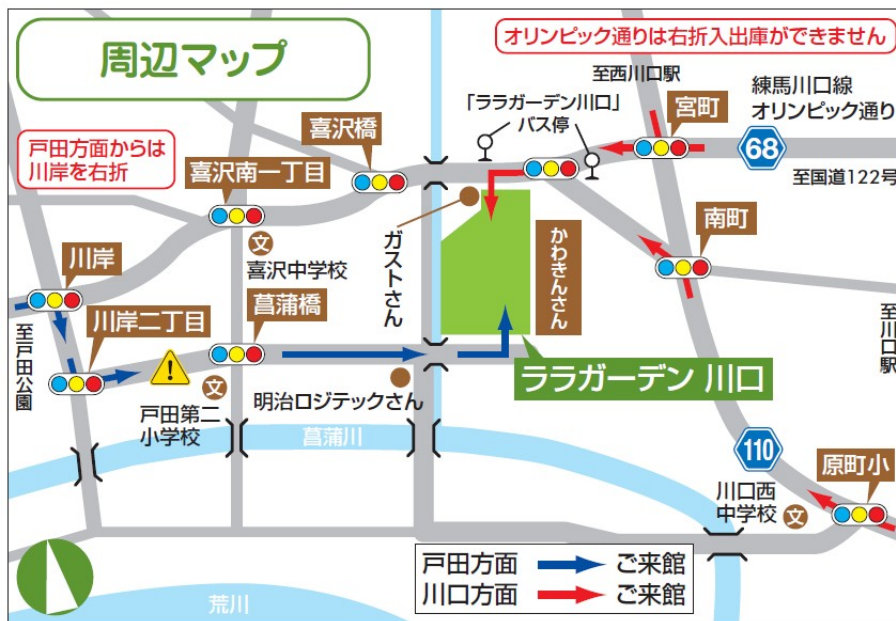 周辺マップ
オリンピック通りは右折入出庫ができません
至西川口駅
練馬川口線
オリンピック通り
「ララガーデン川口」
バス停
宮町
68
至国道122号
喜沢橋
戸田方面からは
川岸を右折
喜沢南一丁目
南町
文
喜沢中学校
ガストさん
かわきんさん
川岸
川岸二丁目
菖蒲橋
至戸田公園
至川口駅
!
ララガーデン 川口
文
戸田第二
小学校
明治ロジテックさん
菖蒲川
110
原町小
川口西
中学校
文
戸田方面 ご来館
川口方面 ご来館
荒川